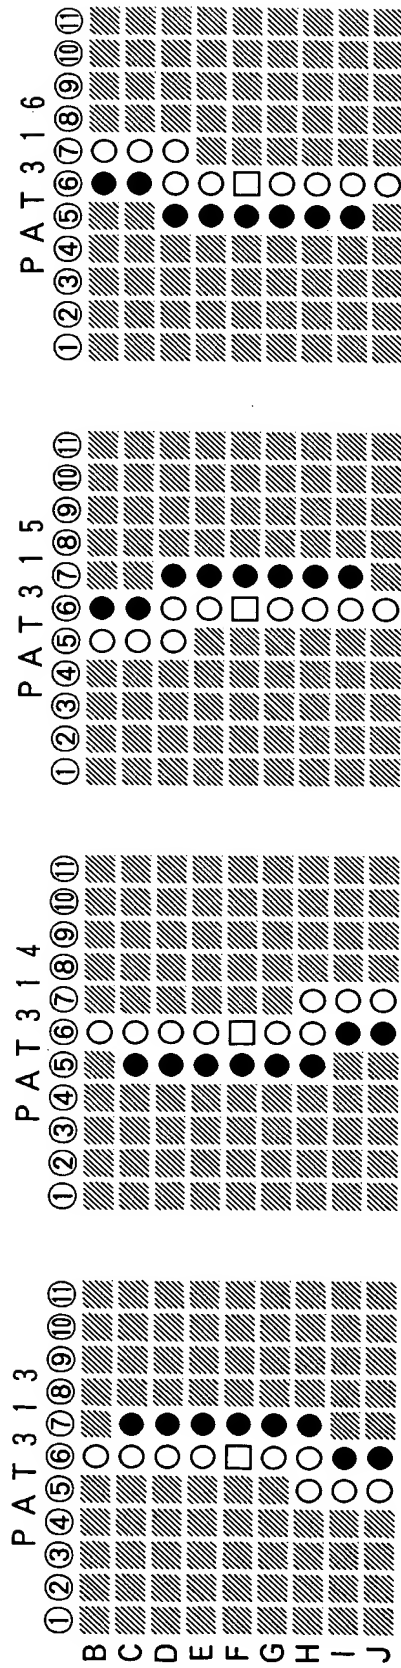 PAT313
①②③④⑤⑥⑦⑧⑨⑩⑪
B
C
D
E
F
G
H
I
J
PAT314
①②③④⑤⑥⑦⑧⑨⑩⑪
PAT315
①②③④⑤⑥⑦⑧⑨⑩⑪
PAT316
①②③④⑤⑥⑦⑧⑨⑩⑪